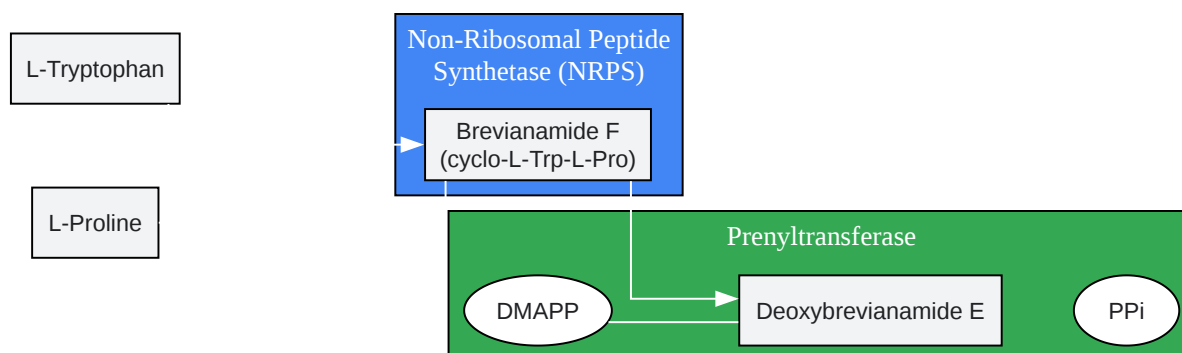 L-Tryptophan
L-Proline
Non-Ribosomal Peptide
Synthetase (NRPS)
Brevianamide F
(cyclo-L-Trp-L-Pro)
Prenyltransferase
DMAPP
Deoxybrevianamide E
PPi